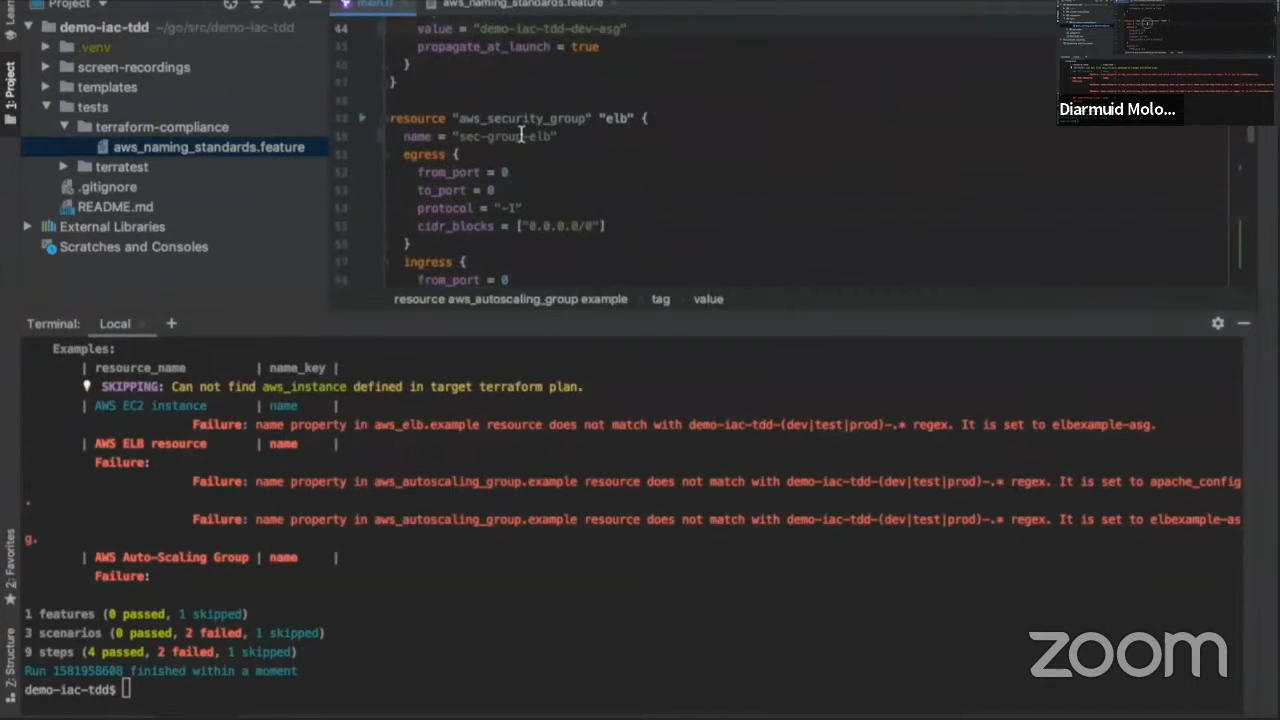 Project
main.tf
aws_naming_standards.feature
demo-iac-tdd ~/go/src/demo-iac-tdd
.venv
screen-recordings
templates
tests
terraform-compliance
aws_naming_standards.feature
terratest
.gitignore
README.md
External Libraries
Scratches and Consoles
1: Project
2: Favorites
Z: Structure
44 value = "demo-iac-tdd-dev-asg"
propagate_at_launch = true
}
}
resource "aws_security_group" "elb" {
name = "sec-group-elb"
egress {
from_port = 0
to_port = 0
protocol = "-1"
cidr_blocks = ["0.0.0.0/0"]
}
ingress {
from_port = 0
resource aws_autoscaling_group example tag value
Diarmuid Molo...
Terminal: Local +
Examples:
| resource_name | name_key |
SKIPPING: Can not find aws_instance defined in target terraform plan.
| AWS EC2 instance | name |
Failure: name property in aws_elb.example resource does not match with demo-iac-tdd-(dev|test|prod)-.* regex. It is set to elbexample-asg.
| AWS ELB resource | name |
Failure:
Failure: name property in aws_autoscaling_group.example resource does not match with demo-iac-tdd-(dev|test|prod)-.* regex. It is set to apache_config
.
Failure: name property in aws_autoscaling_group.example resource does not match with demo-iac-tdd-(dev|test|prod)-.* regex. It is set to elbexample-as
g.
| AWS Auto-Scaling Group | name |
Failure:
1 features (0 passed, 1 skipped)
3 scenarios (0 passed, 2 failed, 1 skipped)
9 steps (4 passed, 2 failed, 1 skipped)
Run 1581958608 finished within a moment
demo-iac-tdd$
zoom